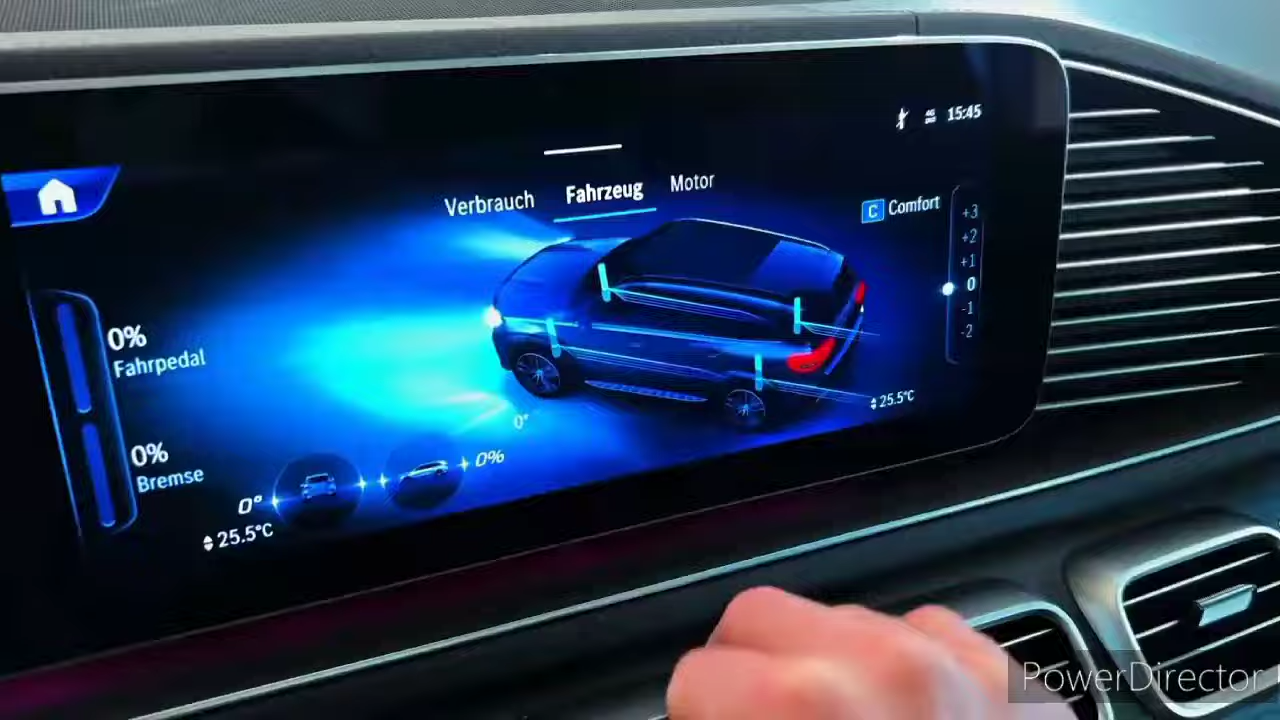 15:45
Verbrauch Fahrzeug Motor
C Comfort
+3
+2
+1
0
-1
-2
0%
Fahrpedal
0%
Bremse
0°
0%
0°
25.5°C
25.5°C
PowerDirector